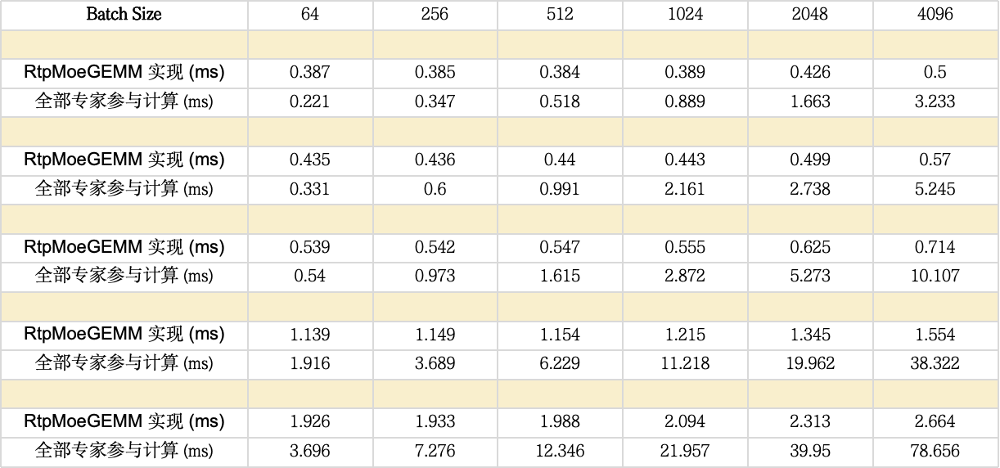 Batch Size 64 256 512 1024 2048 4096
RtpMoeGEMM 实现 (ms) 0.387 0.385 0.384 0.389 0.426 0.5
全部专家参与计算 (ms) 0.221 0.347 0.518 0.889 1.663 3.233
RtpMoeGEMM 实现 (ms) 0.435 0.436 0.44 0.443 0.499 0.57
全部专家参与计算 (ms) 0.331 0.6 0.991 2.161 2.738 5.245
RtpMoeGEMM 实现 (ms) 0.539 0.542 0.547 0.555 0.625 0.714
全部专家参与计算 (ms) 0.54 0.973 1.615 2.872 5.273 10.107
RtpMoeGEMM 实现 (ms) 1.139 1.149 1.154 1.215 1.345 1.554
全部专家参与计算 (ms) 1.916 3.689 6.229 11.218 19.962 38.322
RtpMoeGEMM 实现 (ms) 1.926 1.933 1.988 2.094 2.313 2.664
全部专家参与计算 (ms) 3.696 7.276 12.346 21.957 39.95 78.656